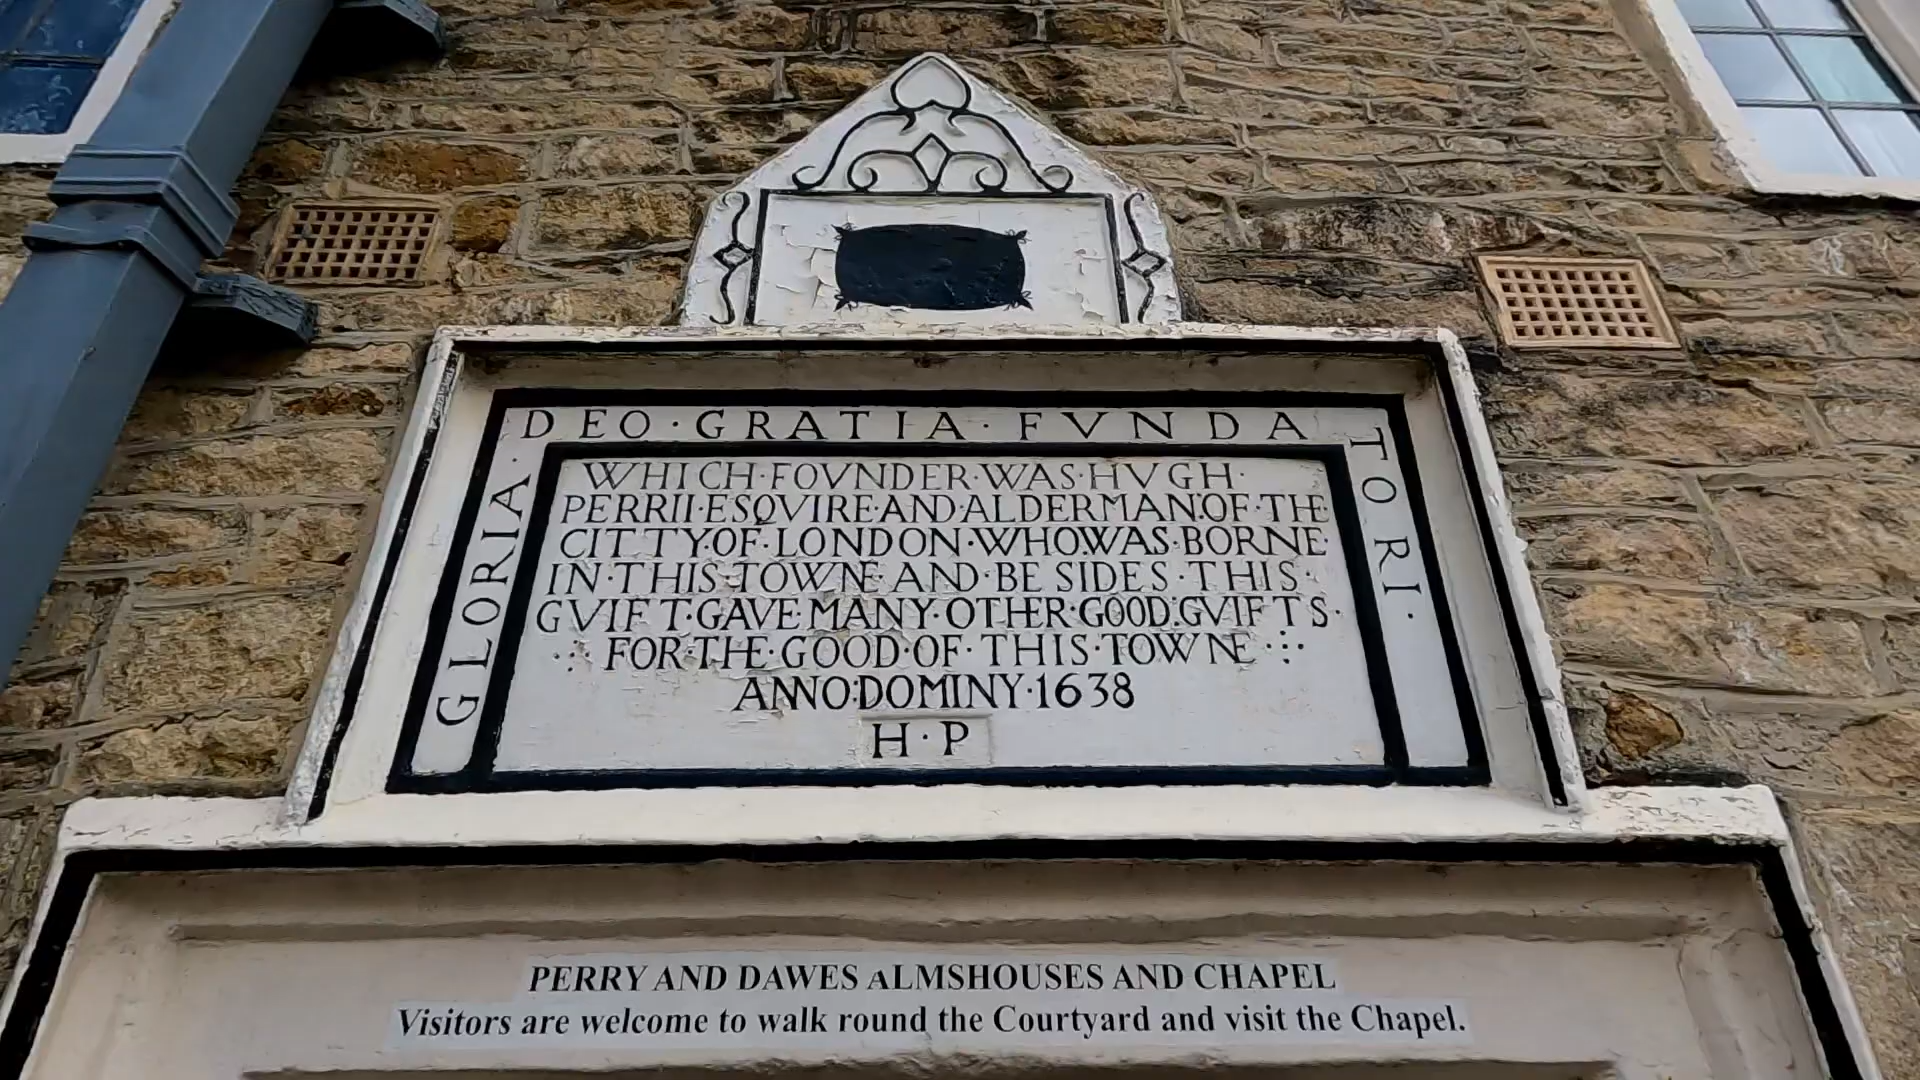 GLORIA · DEO · GRATIA · FVNDATORI ·
WHICH·FOVNDER·WAS·HVGH·
PERRII·ESQVIRE·AND·ALDERMAN·OF·THE
CITTY·OF·LONDON·WHO·WAS·BORNE
IN·THIS·TOWNE·AND·BE SIDES·THIS·
GVIFT·GAVE·MANY·OTHER·GOOD·GVIFTS·
FOR·THE·GOOD·OF·THIS·TOWNE
ANNO:DOMINY·1638
H·P
PERRY AND DAWES ALMSHOUSES AND CHAPEL
Visitors are welcome to walk round the Courtyard and visit the Chapel.